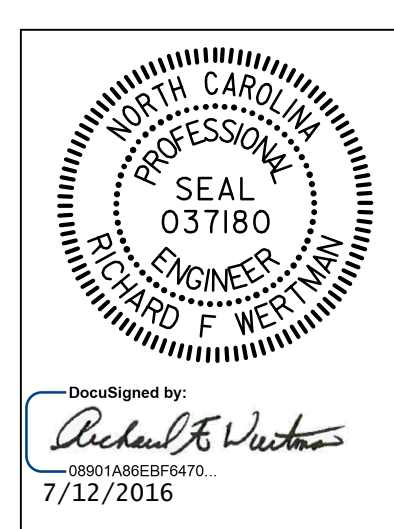 NORTH CAROLINA
PROFESSIONAL
SEAL
037180
ENGINEER
RICHARD F WERTMAN
DocuSigned by:
Richard F Wertman
08901A86EBF6470...
7/12/2016